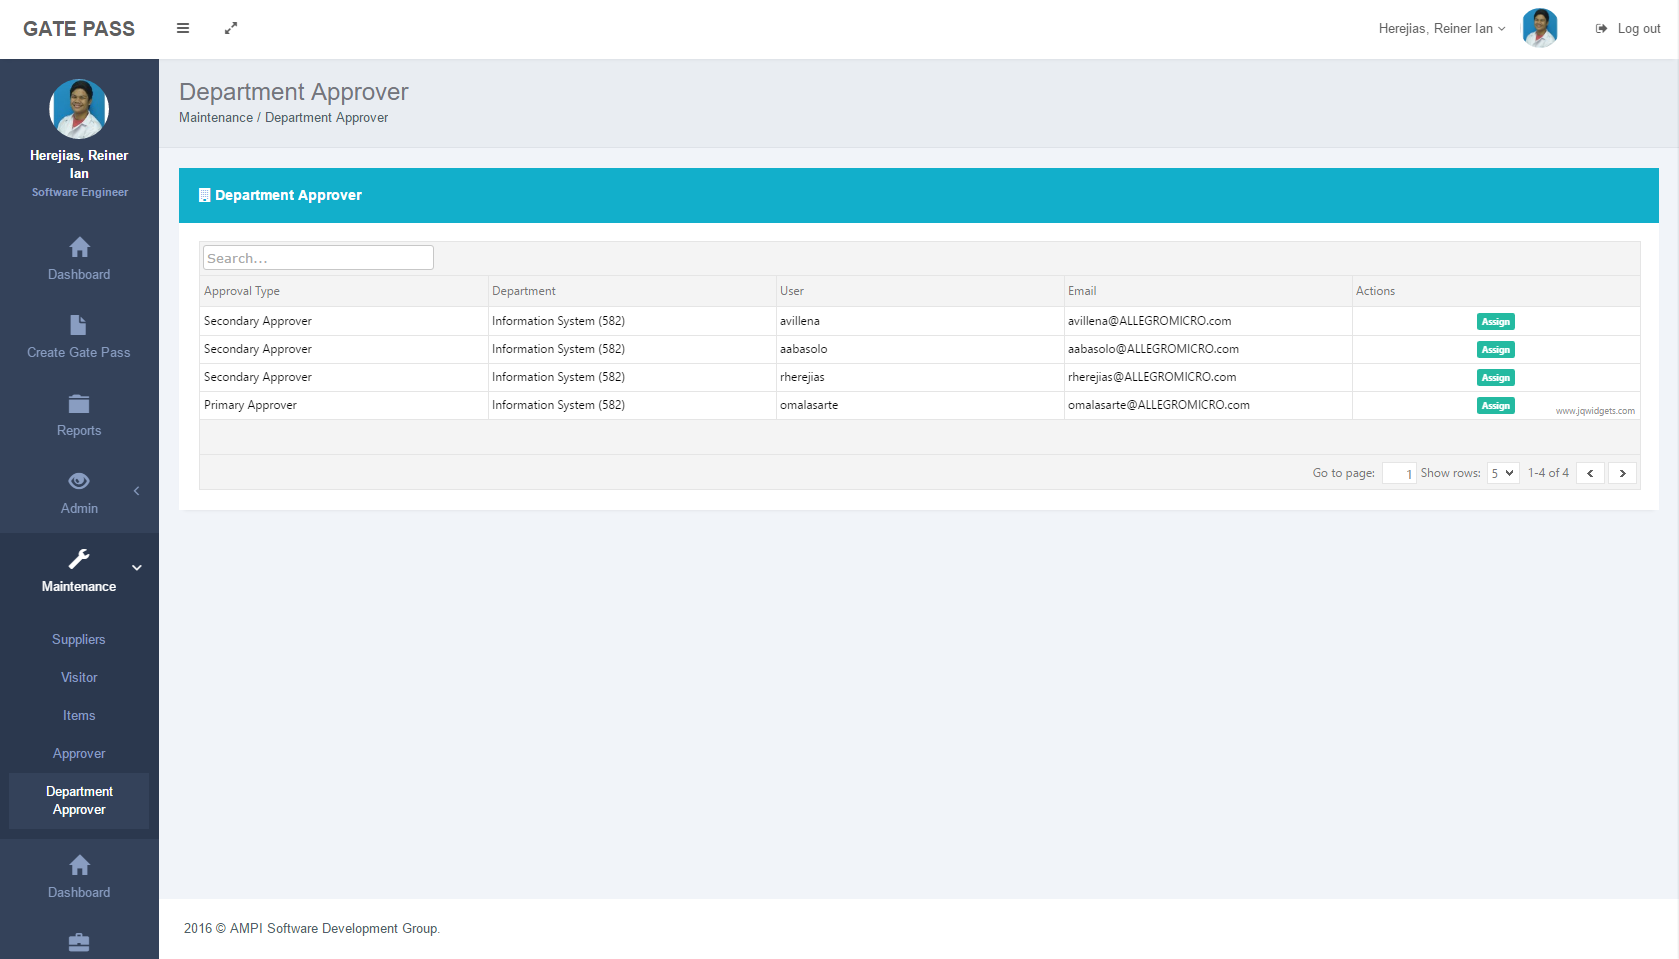 GATE PASS
Herejias, Reiner Ian
Log out
Herejias, Reiner
Ian
Software Engineer
Dashboard
Create Gate Pass
Reports
Admin
Maintenance
Suppliers
Visitor
Items
Approver
Department
Approver
Dashboard
Department Approver
Maintenance / Department Approver
Department Approver
Search...
Approval Type Department User Email Actions
Secondary Approver Information System (582) avillena avillena@ALLEGROMICRO.com Assign
Secondary Approver Information System (582) aabasolo aabasolo@ALLEGROMICRO.com Assign
Secondary Approver Information System (582) rherejias rherejias@ALLEGROMICRO.com Assign
Primary Approver Information System (582) omalasarte omalasarte@ALLEGROMICRO.com Assign
www.jqwidgets.com
Go to page: 1 Show rows: 5 1-4 of 4
2016 © AMPI Software Development Group.